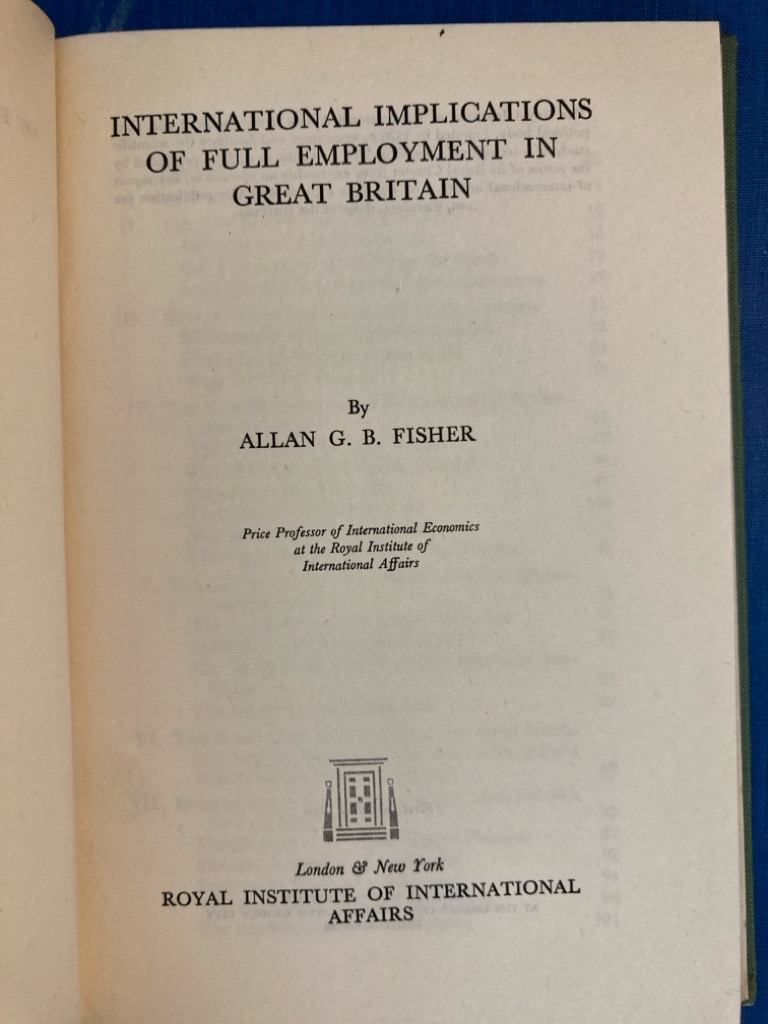 INTERNATIONAL IMPLICATIONS
OF FULL EMPLOYMENT IN
GREAT BRITAIN
By
ALLAN G. B. FISHER
Price Professor of International Economics
at the Royal Institute of
International Affairs
London & New York
ROYAL INSTITUTE OF INTERNATIONAL
AFFAIRS